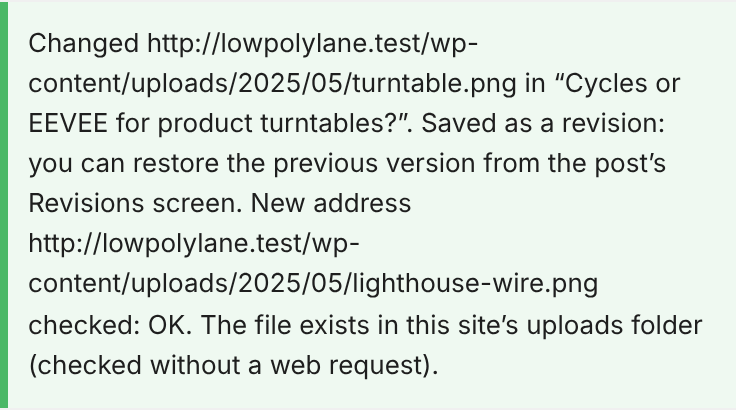 Changed http://lowpolylane.test/wp-
content/uploads/2025/05/turntable.png in “Cycles or
EEVEE for product turntables?”. Saved as a revision:
you can restore the previous version from the post’s
Revisions screen. New address
http://lowpolylane.test/wp-
content/uploads/2025/05/lighthouse-wire.png
checked: OK. The file exists in this site’s uploads folder
(checked without a web request).